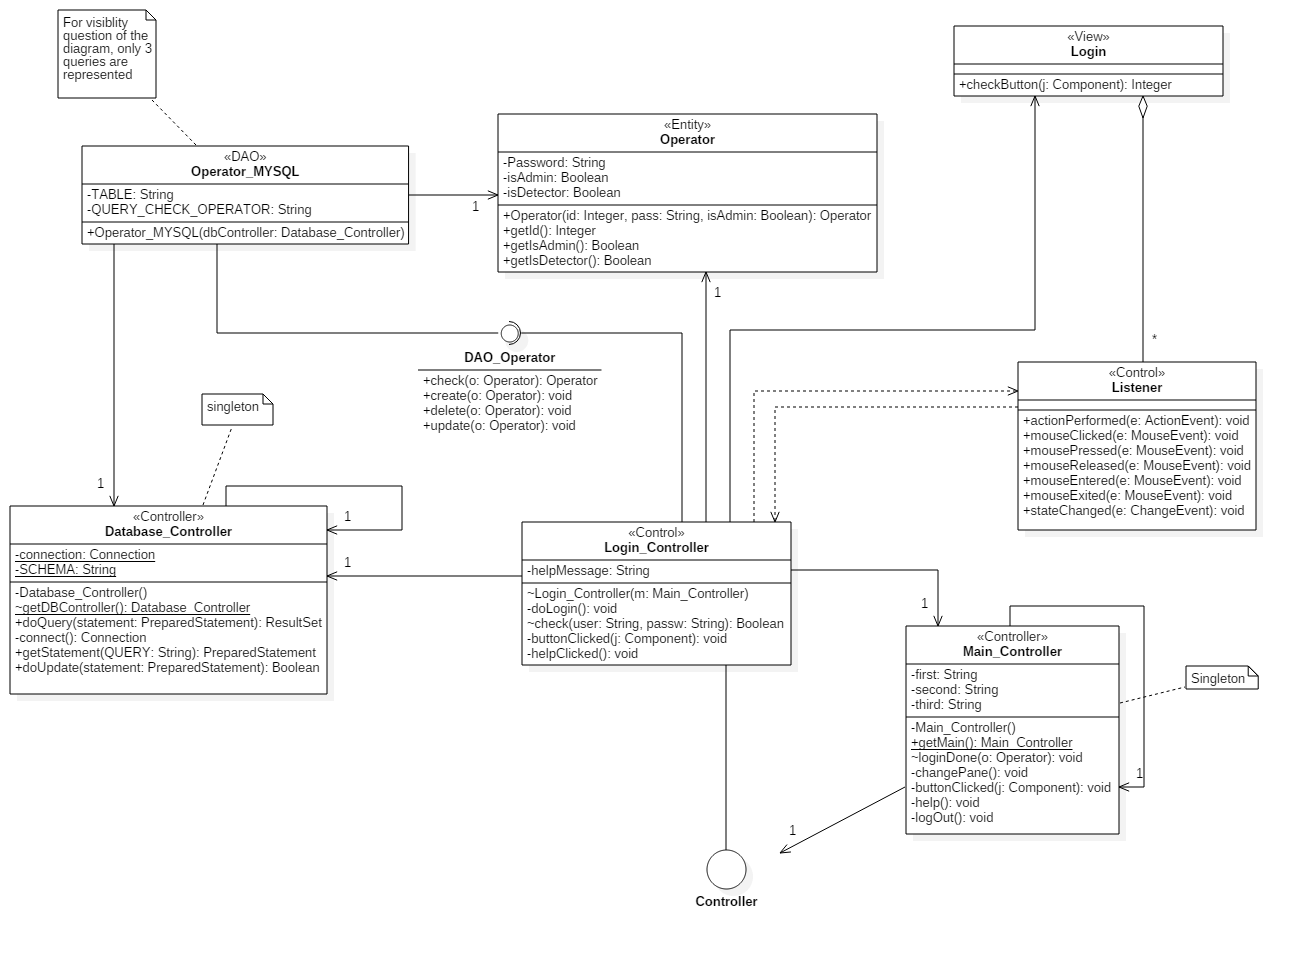 For visiblity
question of the
diagram, only 3
queries are
represented
«View»
Login
+checkButton(j: Component): Integer
«Entity»
Operator
-Password: String
-isAdmin: Boolean
-isDetector: Boolean
+Operator(id: Integer, pass: String, isAdmin: Boolean): Operator
+getId(): Integer
+getIsAdmin(): Boolean
+getIsDetector(): Boolean
«DAO»
Operator_MYSQL
-TABLE: String
-QUERY_CHECK_OPERATOR: String
+Operator_MYSQL(dbController: Database_Controller)
1
1
*
DAO_Operator
+check(o: Operator): Operator
+create(o: Operator): void
+delete(o: Operator): void
+update(o: Operator): void
«Control»
Listener
+actionPerformed(e: ActionEvent): void
+mouseClicked(e: MouseEvent): void
+mousePressed(e: MouseEvent): void
+mouseReleased(e: MouseEvent): void
+mouseEntered(e: MouseEvent): void
+mouseExited(e: MouseEvent): void
+stateChanged(e: ChangeEvent): void
singleton
1
1
1
«Controller»
Database_Controller
-connection: Connection
-SCHEMA: String
-Database_Controller()
~getDBController(): Database_Controller
+doQuery(statement: PreparedStatement): ResultSet
-connect(): Connection
+getStatement(QUERY: String): PreparedStatement
+doUpdate(statement: PreparedStatement): Boolean
«Control»
Login_Controller
-helpMessage: String
~Login_Controller(m: Main_Controller)
-doLogin(): void
~check(user: String, passw: String): Boolean
-buttonClicked(j: Component): void
-helpClicked(): void
1
«Controller»
Main_Controller
-first: String
-second: String
-third: String
-Main_Controller()
+getMain(): Main_Controller
~loginDone(o: Operator): void
-changePane(): void
-buttonClicked(j: Component): void
-help(): void
-logOut(): void
Singleton
1
1
Controller